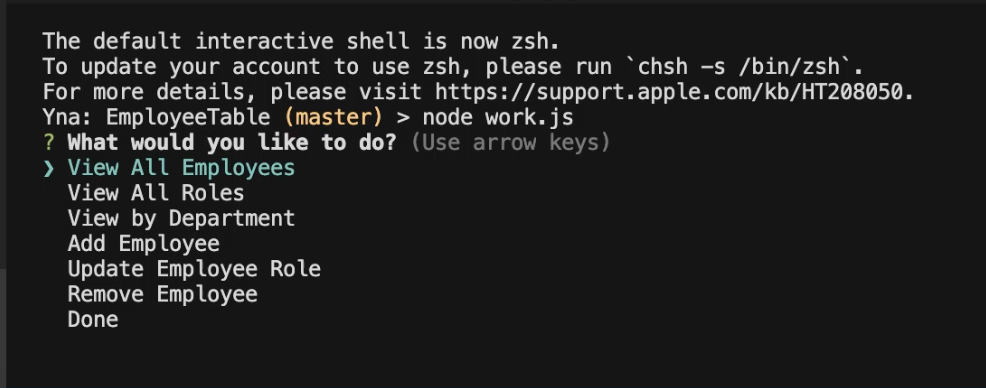 The default interactive shell is now zsh.
To update your account to use zsh, please run `chsh -s /bin/zsh`.
For more details, please visit https://support.apple.com/kb/HT208050.
Yna: EmployeeTable (master) > node work.js
? What would you like to do? (Use arrow keys)
❯ View All Employees
View All Roles
View by Department
Add Employee
Update Employee Role
Remove Employee
Done